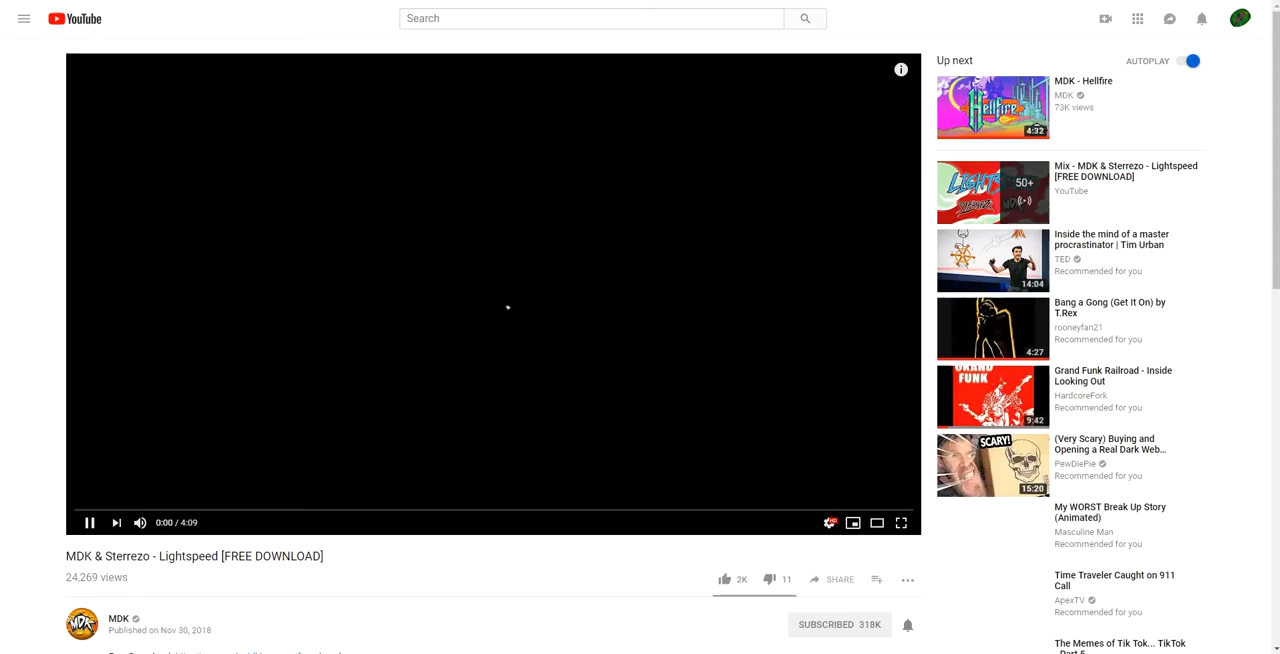 YouTube
Search
Up next
AUTOPLAY
MDK - Hellfire
MDK
73K views
Hellfire
4:32
Mix - MDK & Sterrezo - Lightspeed
[FREE DOWNLOAD]
YouTube
LIGHTS
50+
Inside the mind of a master
procrastinator | Tim Urban
TED
Recommended for you
14:04
Bang a Gong (Get It On) by
T.Rex
rooneyfan21
Recommended for you
4:27
Grand Funk Railroad - Inside
Looking Out
HardcoreFork
Recommended for you
GRAND
FUNK
9:42
(Very Scary) Buying and
Opening a Real Dark Web...
PewDiePie
Recommended for you
SCARY!
15:20
My WORST Break Up Story
(Animated)
Masculine Man
Recommended for you
Time Traveler Caught on 911
Call
ApexTV
Recommended for you
The Memes of Tik Tok... TikTok
0:00 / 4:09
HD
MDK & Sterrezo - Lightspeed [FREE DOWNLOAD]
24,269 views
2K
11
SHARE
MDK
MDK
Published on Nov 30, 2018
SUBSCRIBED 318K